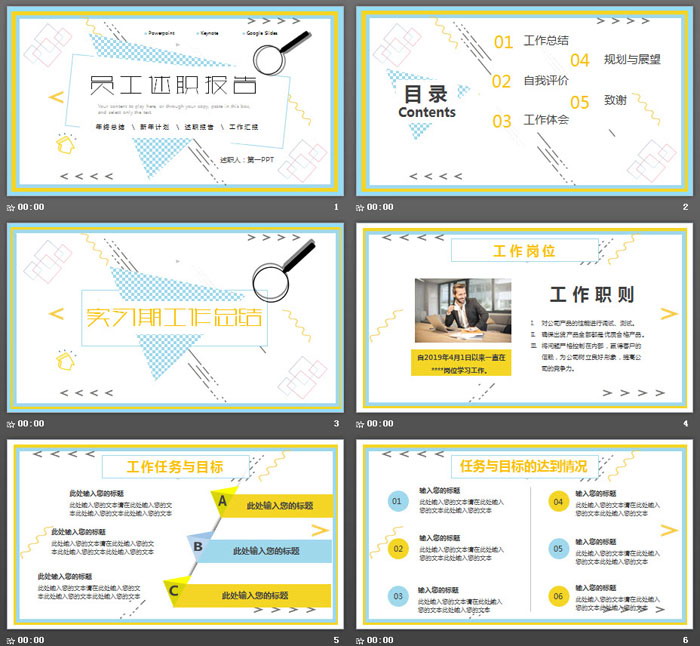 Powerpoint
Keynote
Google Slides
员工述职报告
Your content to play here, or through your copy, paste in this box,
and select only the text.
年终总结 \ 新年计划 \ 述职报告 \ 工作汇报
述职人：第一PPT
00:00
1
01 工作总结
04 规划与展望
目录
Contents
02 自我评价
05 致谢
03 工作体会
00:00
2
实习期工作总结
00:00
3
工作岗位
工作职则
自2019年4月1日以来一直在
****岗位学习工作。
I. 对公司产品的性能进行调试、测试。
II. 确保出货产品全部都是优质合格产品。
III. 将问题严格控制在内部，赢得客户的
信赖，为公司树立良好形象，提高公
司的竞争力。
00:00
4
工作任务与目标
此处输入您的标题
此处输入您的文本请在此处输入您的文
本此处输入您的文本此处输入您的文本
A
此处输入您的标题
此处输入您的标题
此处输入您的文本请在此处输入您的文
本此处输入您的文本此处输入您的文本
B
此处输入您的标题
此处输入您的标题
此处输入您的文本请在此处输入您的文
本此处输入您的文本此处输入您的文本
C
此处输入您的标题
00:00
5
任务与目标的达到情况
01
输入您的标题
此处输入您的文本请在此处输入
您的文本此处输入您的文本
04
输入您的标题
此处输入您的文本请在此处输入
您的文本此处输入您的文本
02
输入您的标题
此处输入您的文本请在此处输入
您的文本此处输入您的文本
05
输入您的标题
此处输入您的文本请在此处输入
您的文本此处输入您的文本
03
输入您的标题
此处输入您的文本请在此处输入
您的文本此处输入您的文本
06
输入您的标题
此处输入您的文本请在此处输入
您的文本此处输入您的文本
00:00
6